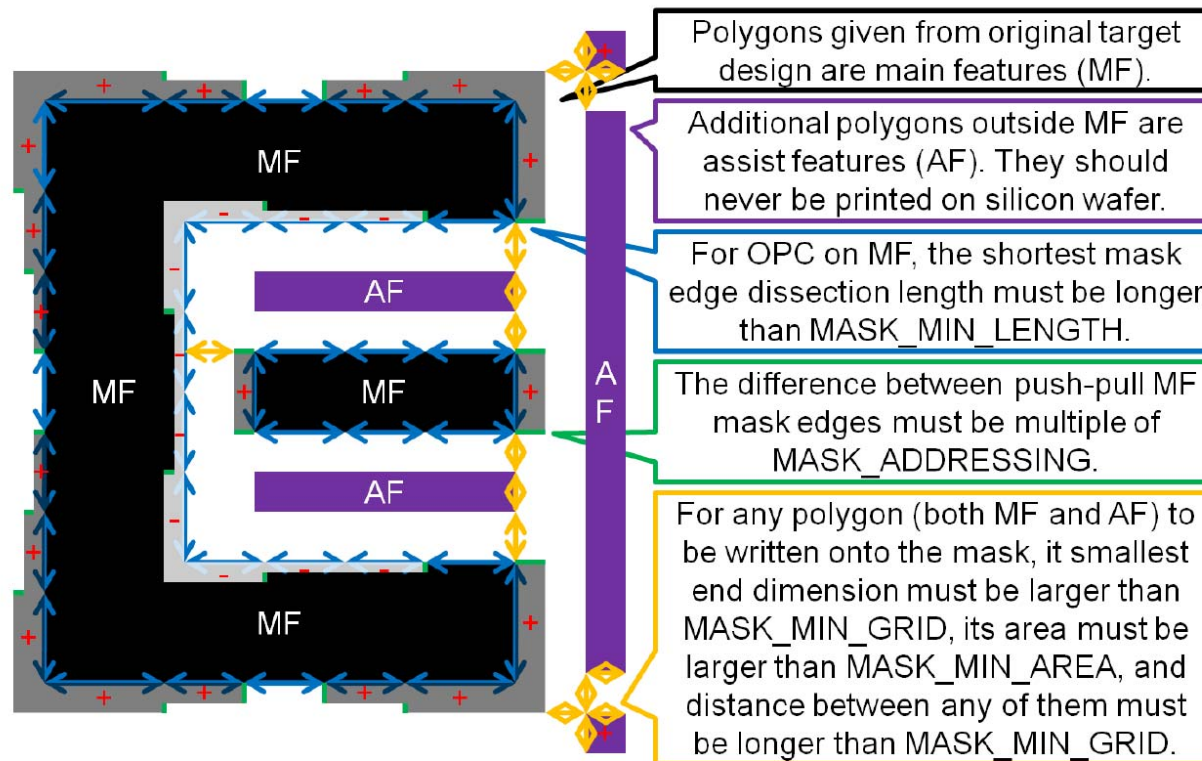 Polygons given from original target
design are main features (MF).
Additional polygons outside MF are
assist features (AF). They should
never be printed on silicon wafer.
For OPC on MF, the shortest mask
edge dissection length must be longer
than MASK_MIN_LENGTH.
The difference between push-pull MF
mask edges must be multiple of
MASK_ADDRESSING.
For any polygon (both MF and AF) to
be written onto the mask, it smallest
end dimension must be larger than
MASK_MIN_GRID, its area must be
larger than MASK_MIN_AREA, and
distance between any of them must
be longer than MASK_MIN_GRID.
MF
AF
MF
MF
A
F
AF
MF